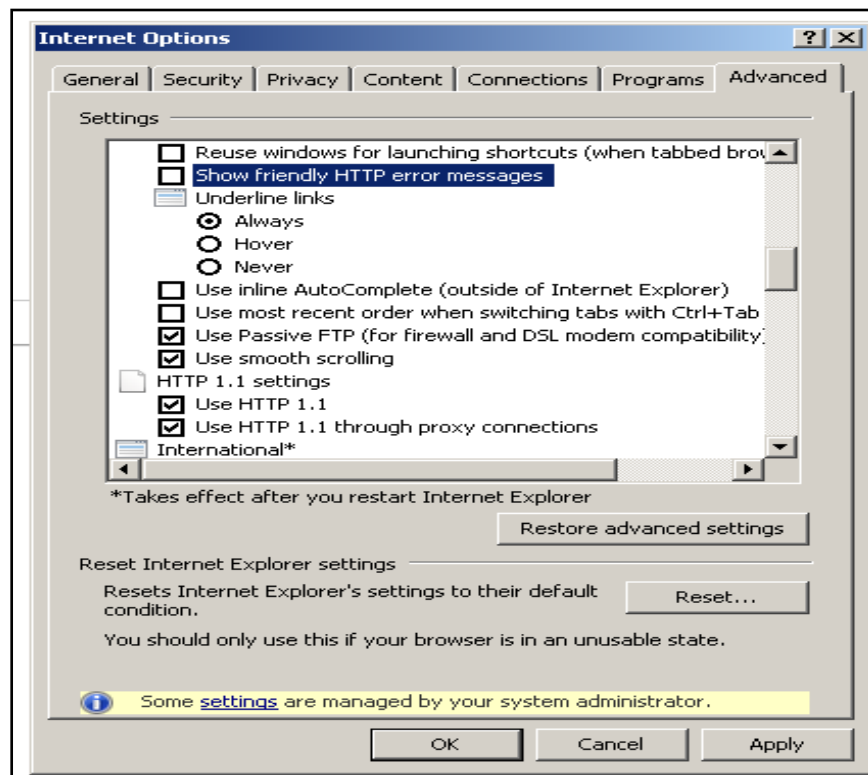 Internet Options
General Security Privacy Content Connections Programs Advanced
Settings
Reuse windows for launching shortcuts (when tabbed brow
Show friendly HTTP error messages
Underline links
Always
Hover
Never
Use inline AutoComplete (outside of Internet Explorer)
Use most recent order when switching tabs with Ctrl+Tab
Use Passive FTP (for firewall and DSL modem compatibility)
Use smooth scrolling
HTTP 1.1 settings
Use HTTP 1.1
Use HTTP 1.1 through proxy connections
International*
*Takes effect after you restart Internet Explorer
Restore advanced settings
Reset Internet Explorer settings
Resets Internet Explorer's settings to their default
condition.
Reset...
You should only use this if your browser is in an unusable state.
Some settings are managed by your system administrator.
OK Cancel Apply